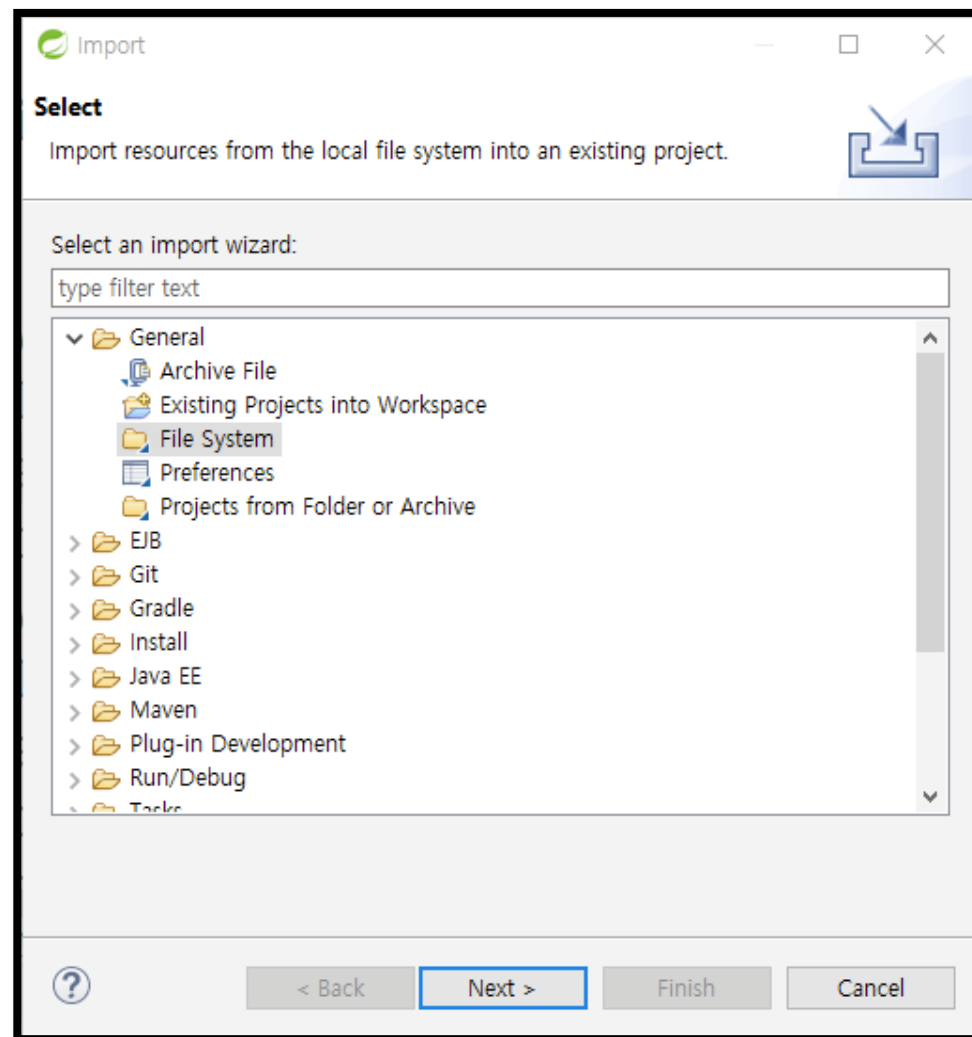 Import
Select
Import resources from the local file system into an existing project.
Select an import wizard:
type filter text
General
Archive File
Existing Projects into Workspace
File System
Preferences
Projects from Folder or Archive
EJB
Git
Gradle
Install
Java EE
Maven
Plug-in Development
Run/Debug
Tasks
?
< Back Next > Finish Cancel